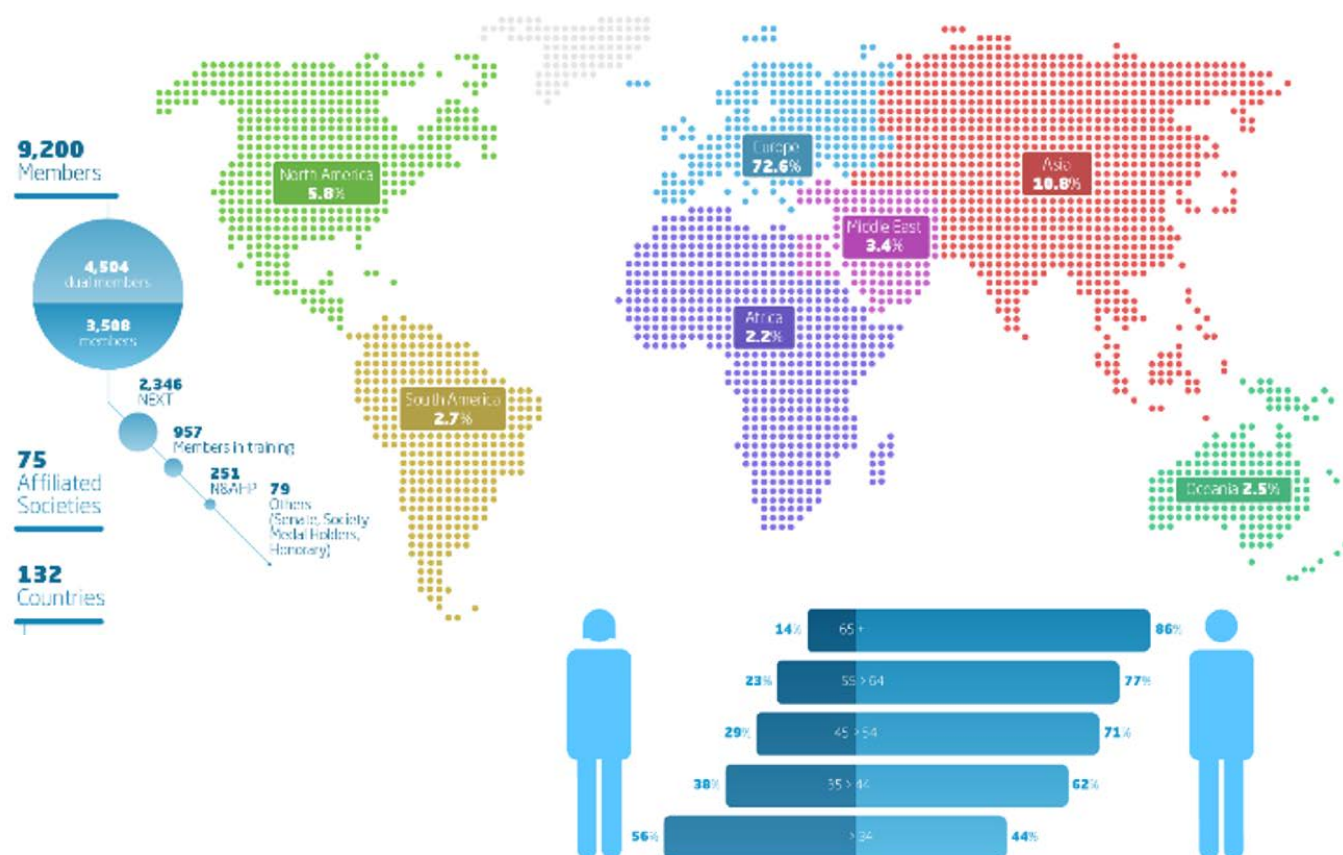 9,200
Members
4,504
dual members
3,508
members
2,346
NEXT
957
Members in training
251
N&AHP
79
Others
(Senate, Society
Medal Holders,
Honorary)
75
Affiliated
Societies
132
Countries
North America
5.8%
South America
2.7%
Europe
72.6%
Middle East
3.4%
Africa
2.2%
Asia
10.8%
Oceania 2.5%
14% 65 + 86%
23% 55 > 64 77%
29% 45 > 54 71%
38% 35 > 44 62%
56% > 34 44%